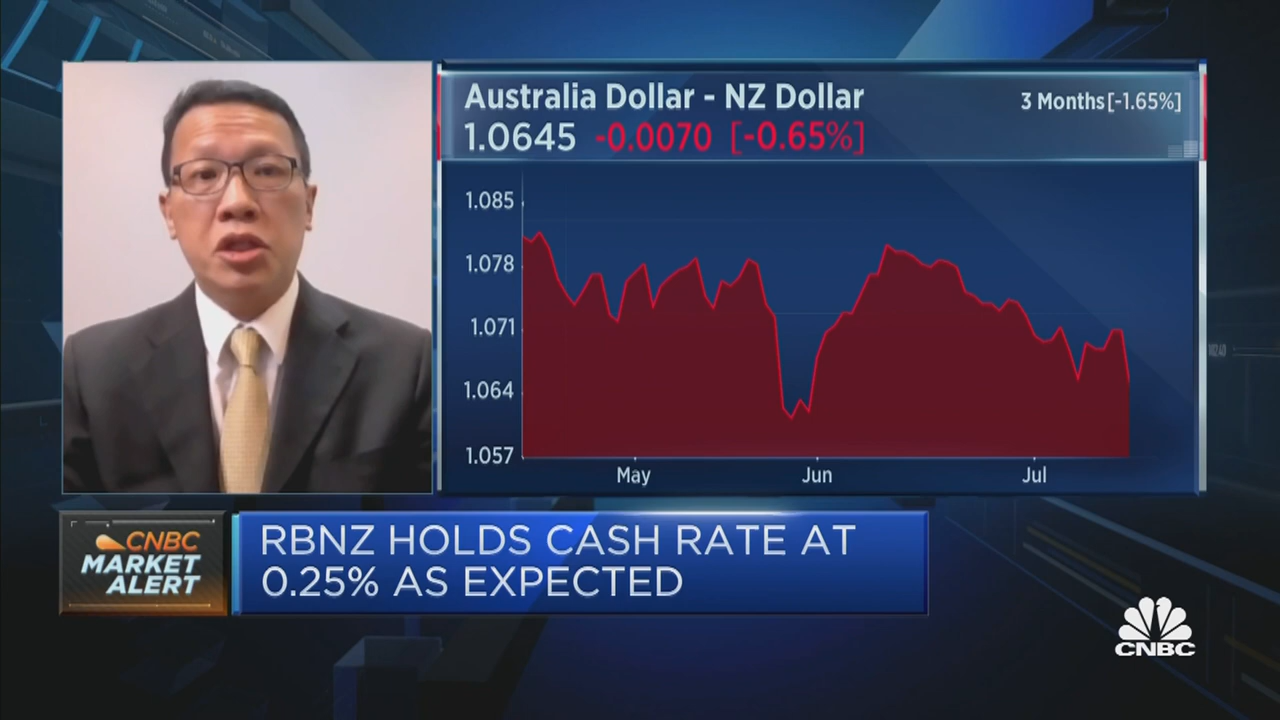 Australia Dollar - NZ Dollar
3 Months[-1.65%]
1.0645 -0.0070 [-0.65%]
1.085
1.078
1.071
1.064
1.057
May Jun Jul
CNBC
MARKET
ALERT
RBNZ HOLDS CASH RATE AT
0.25% AS EXPECTED
CNBC